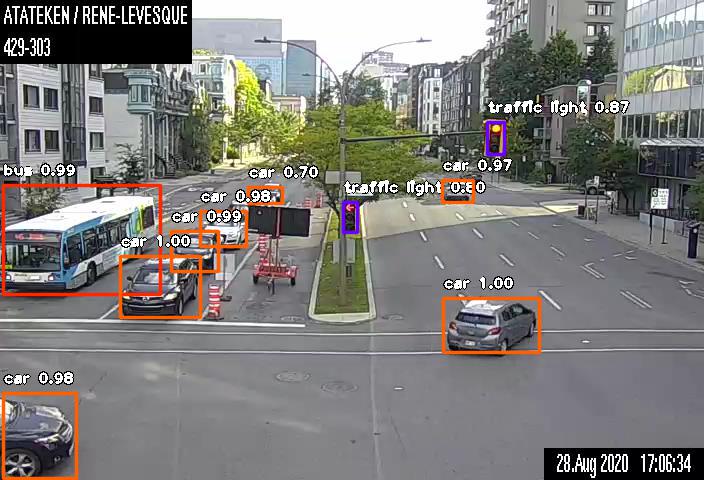 ATATEKEN / RENE-LEVESQUE
429-303
traffic light 0.87
bus 0.99
car 0.70
car 0.97
car 0.98
traffic light 0.80
car 0.99
car 1.00
car 1.00
car 0.98
28.Aug 2020 17:06:34